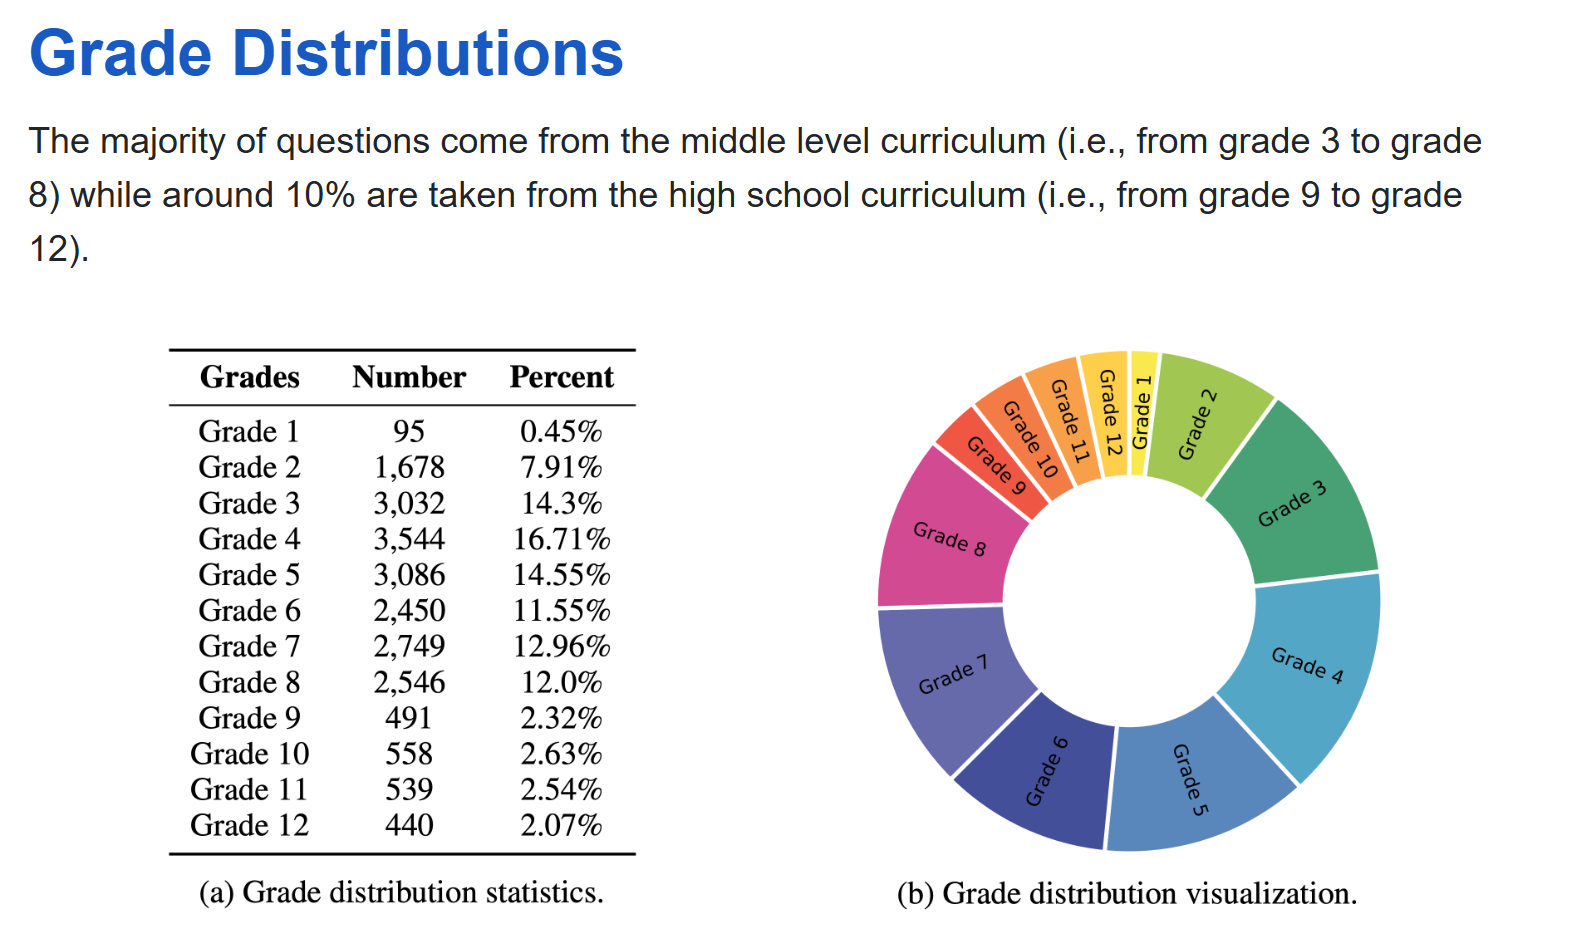 Grade Distributions
The majority of questions come from the middle level curriculum (i.e., from grade 3 to grade
8) while around 10% are taken from the high school curriculum (i.e., from grade 9 to grade
12).
Grades Number Percent
Grade 1 95 0.45%
Grade 2 1,678 7.91%
Grade 3 3,032 14.3%
Grade 4 3,544 16.71%
Grade 5 3,086 14.55%
Grade 6 2,450 11.55%
Grade 7 2,749 12.96%
Grade 8 2,546 12.0%
Grade 9 491 2.32%
Grade 10 558 2.63%
Grade 11 539 2.54%
Grade 12 440 2.07%
(a) Grade distribution statistics.
Grade 1
Grade 2
Grade 3
Grade 4
Grade 5
Grade 6
Grade 7
Grade 8
Grade 9
Grade 10
Grade 11
Grade 12
(b) Grade distribution visualization.